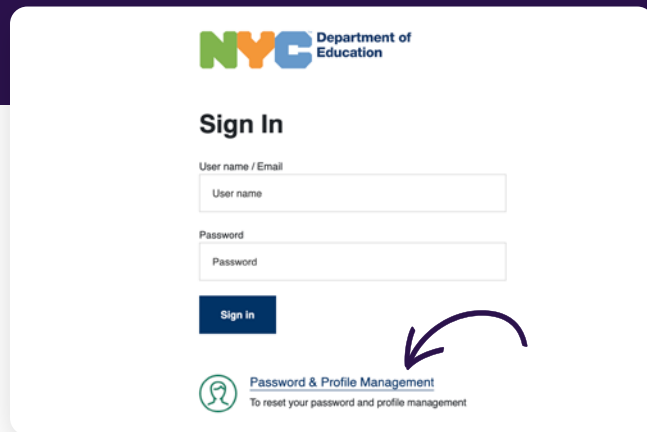 NYC Department of
Education
Sign In
User name / Email
User name
Password
Password
Sign in
Password & Profile Management
To reset your password and profile management